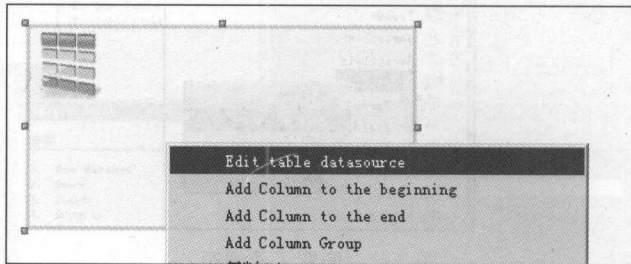 Edit table datasource
Add Column to the beginning
Add Column to the end
Add Column Group